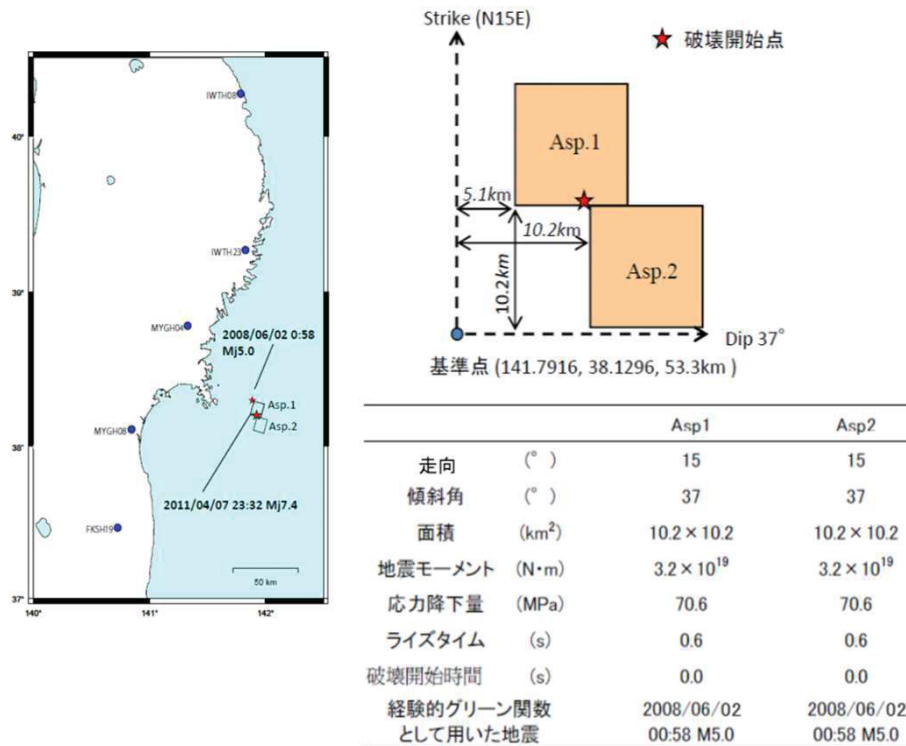 IWTH08
40°
IWTH23
39°
MYGH04
2008/06/02 0:58
Mj5.0
Asp.1
Asp.2
MYGH08
38°
2011/04/07 23:32 Mj7.4
FKSH19
50 km
37°
140°
141°
142°
Strike (N15E)
破壊開始点
Asp.1
5.1km
10.2km
10.2km
Asp.2
Dip 37°
基準点 (141.7916, 38.1296, 53.3km )
Asp1 Asp2
走向 (°) 15 15
傾斜角 (°) 37 37
面積 (km²) 10.2×10.2 10.2×10.2
地震モーメント (N・m) 3.2×10¹⁹ 3.2×10¹⁹
応力降下量 (MPa) 70.6 70.6
ライズタイム (s) 0.6 0.6
破壊開始時間 (s) 0.0 0.0
経験的グリーン関数 2008/06/02 2008/06/02
として用いた地震 00:58 M5.0 00:58 M5.0